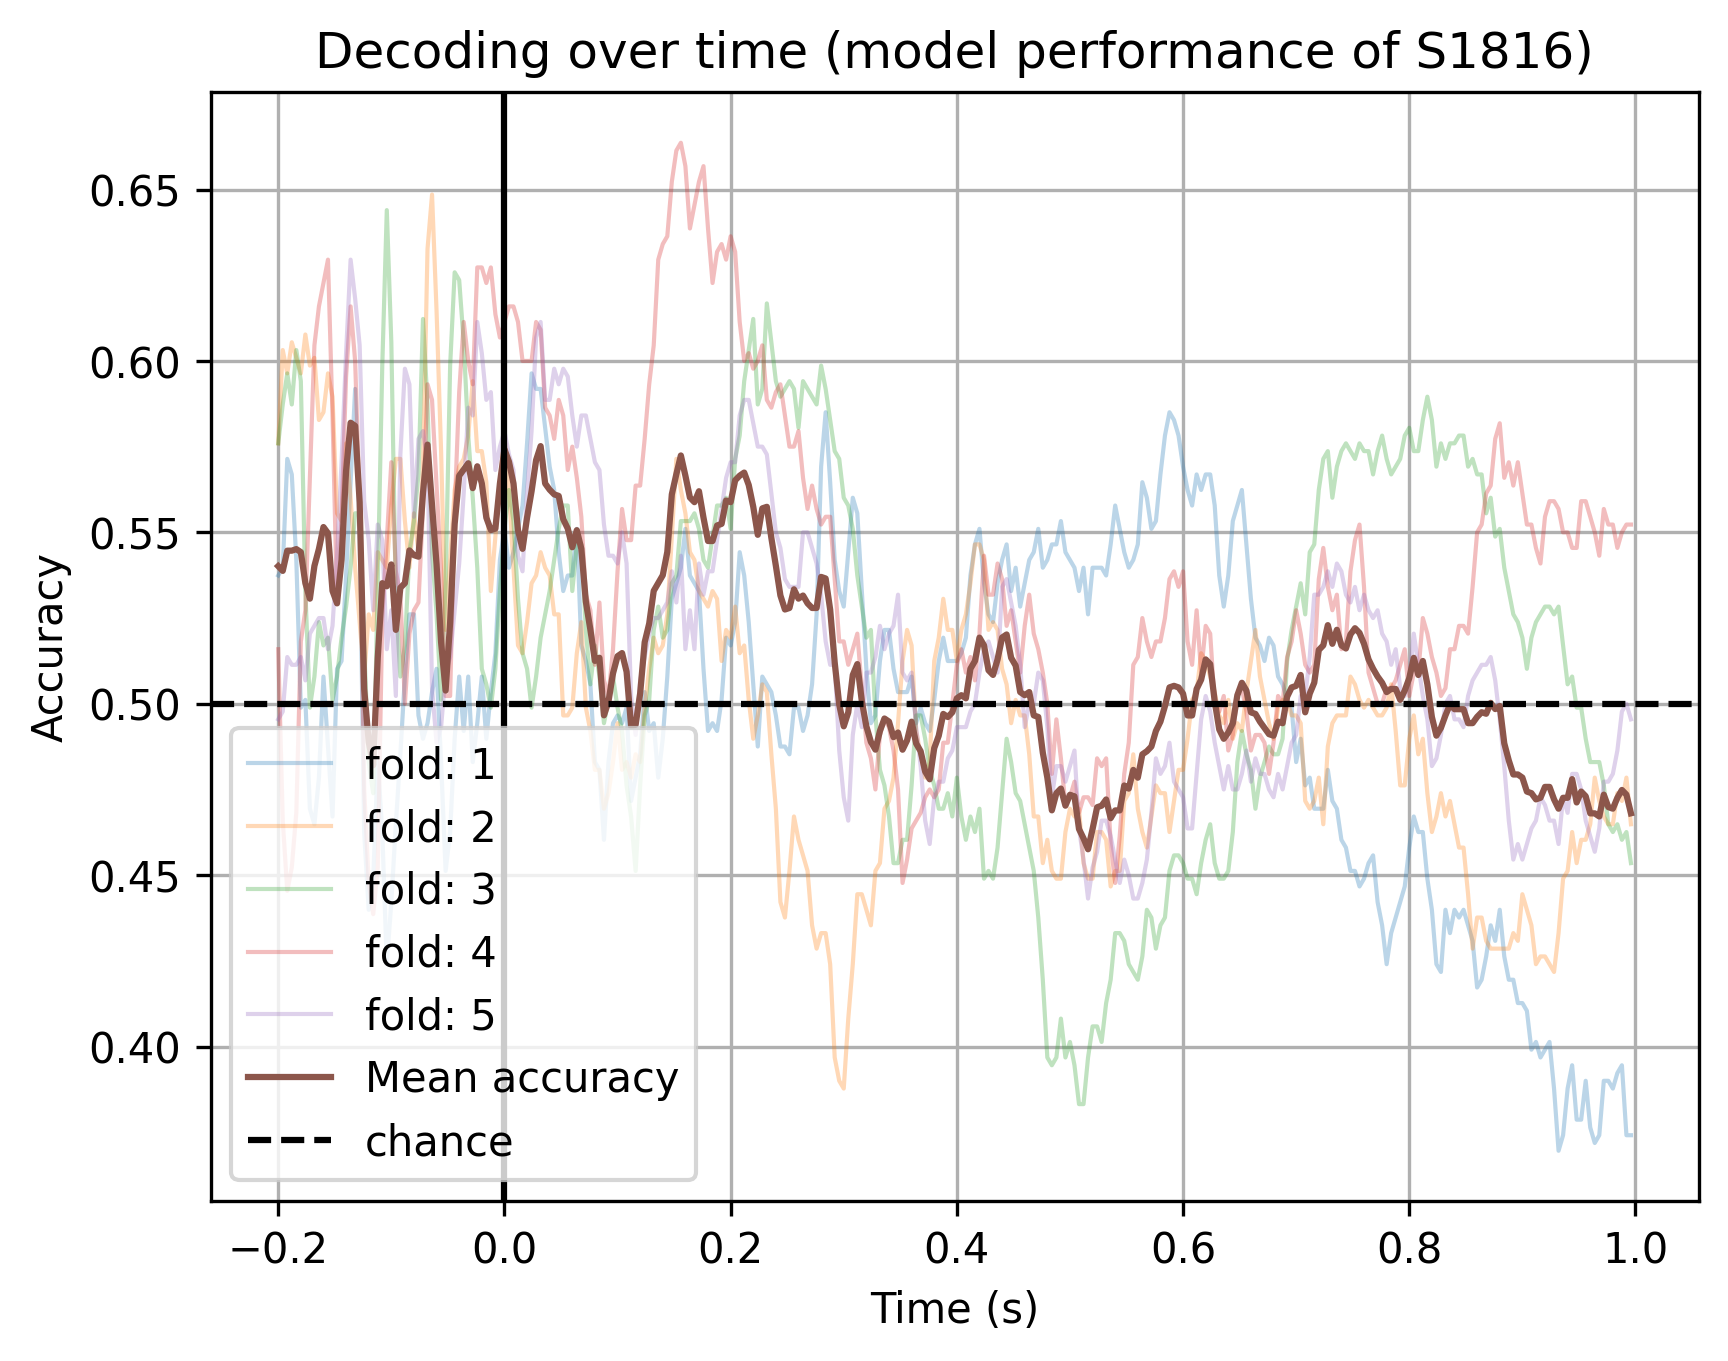 Decoding over time (model performance of S1816)
Accuracy
0.65
0.60
0.55
0.50
0.45
0.40
fold: 1
fold: 2
fold: 3
fold: 4
fold: 5
Mean accuracy
chance
−0.2
0.0
0.2
0.4
0.6
0.8
1.0
Time (s)